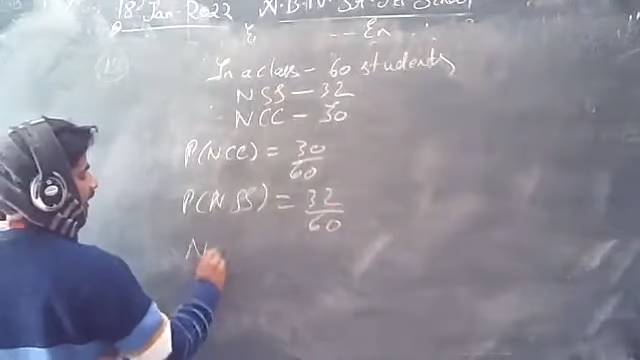 18 Jan-2022
In a class - 60 students
NSS - 32
NCC - 30
P(NCC) = 30/60
P(NSS) = 32/60
N